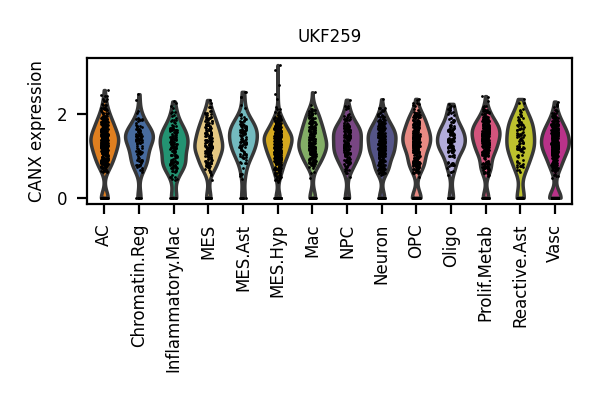 UKF259
CANX expression
2
0
AC
Chromatin.Reg
Inflammatory.Mac
MES
MES.Ast
MES.Hyp
Mac
NPC
Neuron
OPC
Oligo
Prolif.Metab
Reactive.Ast
Vasc